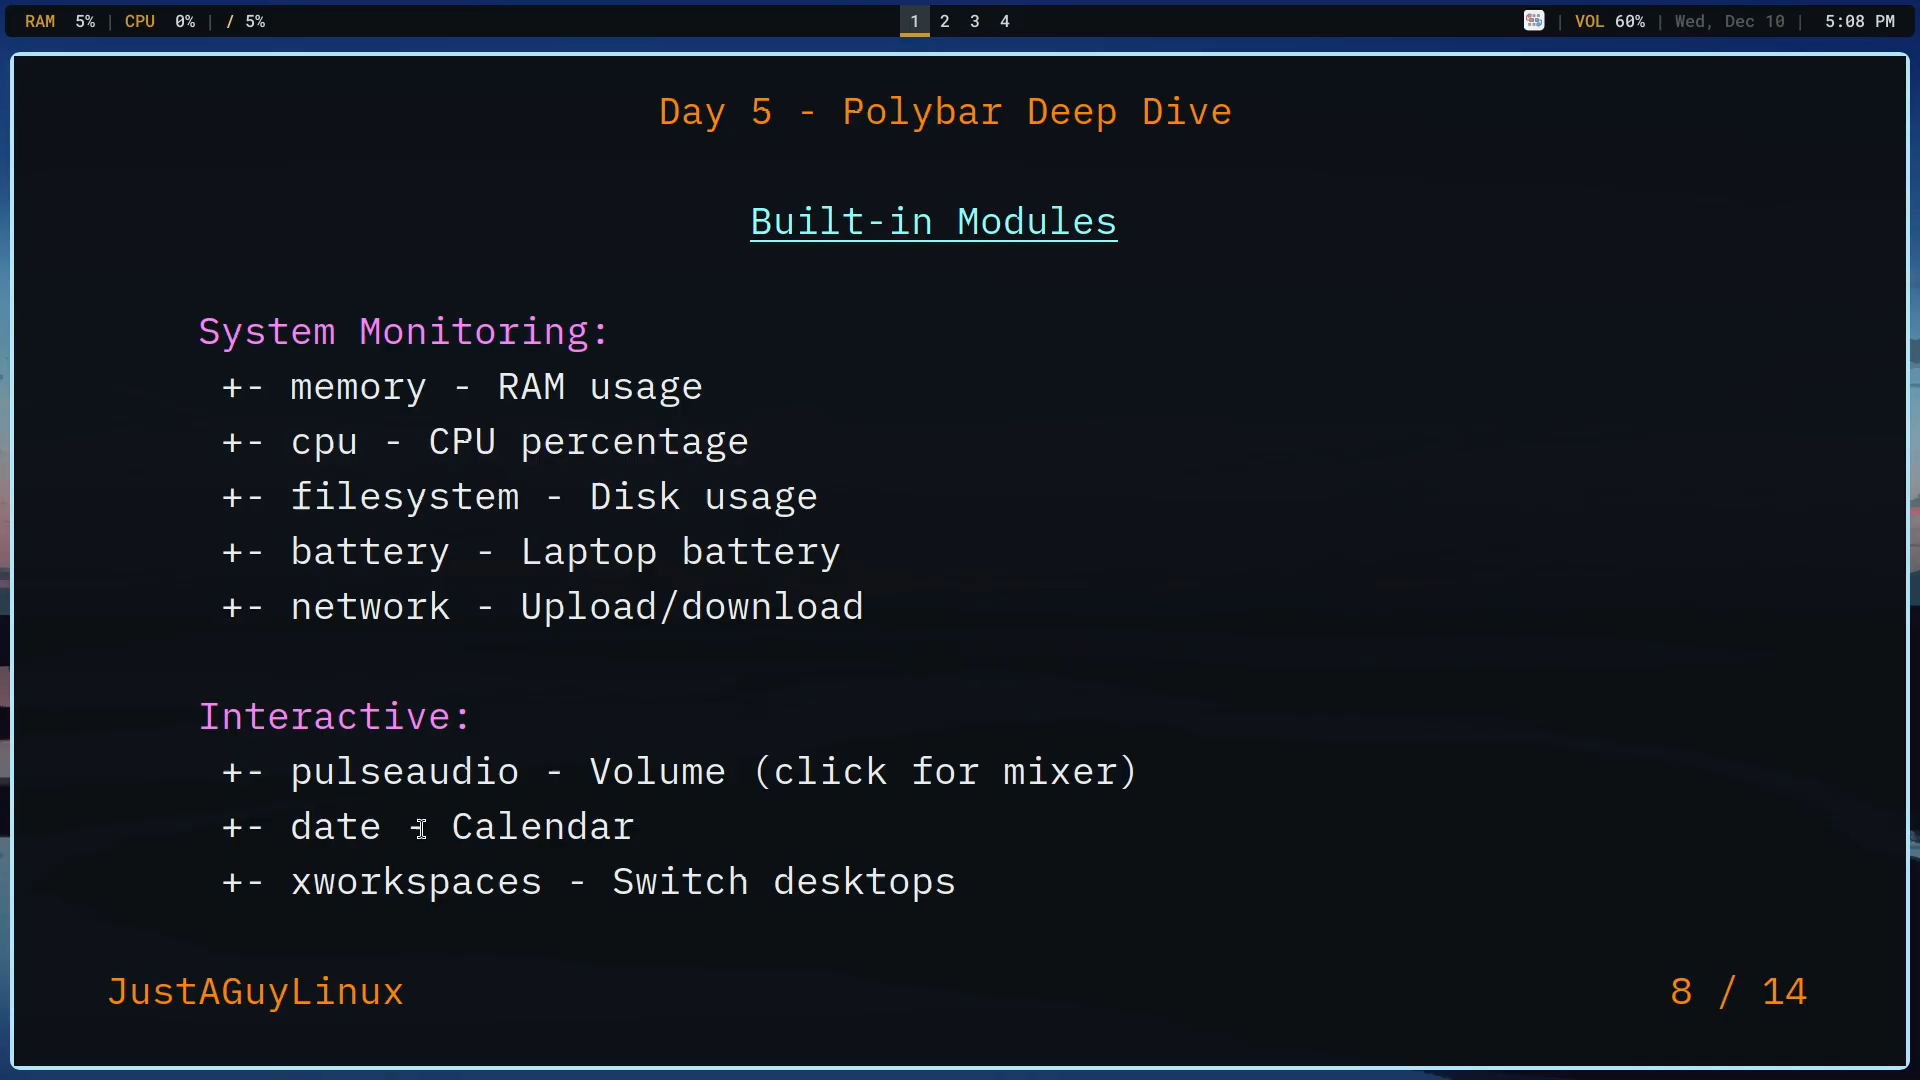 RAM 5% | CPU 0% | / 5%
1 2 3 4
| VOL 60% | Wed, Dec 10 | 5:08 PM
Day 5 - Polybar Deep Dive
Built-in Modules
System Monitoring:
+- memory - RAM usage
+- cpu - CPU percentage
+- filesystem - Disk usage
+- battery - Laptop battery
+- network - Upload/download
Interactive:
+- pulseaudio - Volume (click for mixer)
+- date - Calendar
+- xworkspaces - Switch desktops
JustAGuyLinux
8 / 14